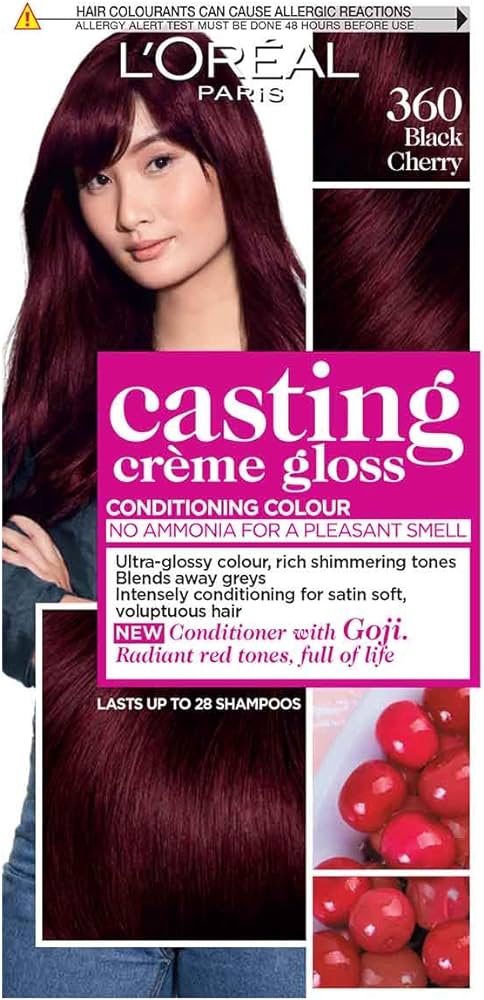 HAIR COLOURANTS CAN CAUSE ALLERGIC REACTIONS
ALLERGY ALERT TEST MUST BE DONE 48 HOURS BEFORE USE
L'ORÉAL
PARIS
360
Black
Cherry
casting
crème gloss
CONDITIONING COLOUR
NO AMMONIA FOR A PLEASANT SMELL
Ultra-glossy colour, rich shimmering tones
Blends away greys
Intensely conditioning for satin soft,
voluptuous hair
NEW Conditioner with Goji.
Radiant red tones, full of life
LASTS UP TO 28 SHAMPOOS